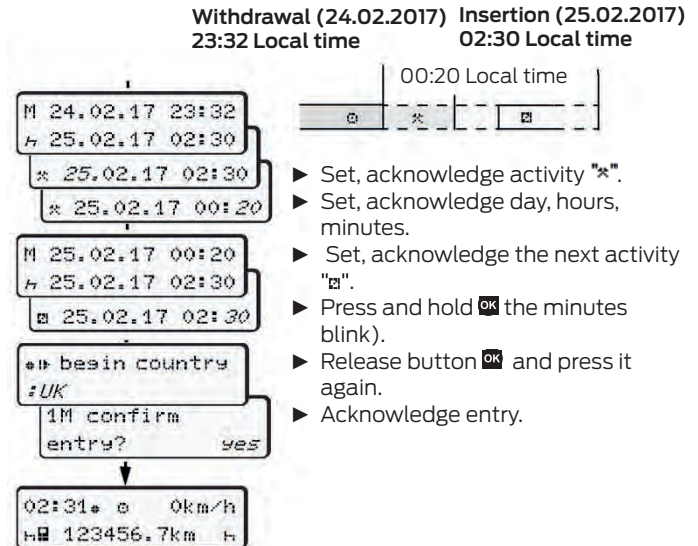 Withdrawal (24.02.2017) Insertion (25.02.2017)
23:32 Local time 02:30 Local time
00:20 Local time
M 24.02.17 23:32
25.02.17 02:30
25.02.17 02:30
25.02.17 00:20
M 25.02.17 00:20
25.02.17 02:30
25.02.17 02:30
begin country
:UK
1M confirm
entry? yes
02:31 0km/h
123456.7km
► Set, acknowledge activity "⚒".
► Set, acknowledge day, hours,
minutes.
► Set, acknowledge the next activity
"".
► Press and hold OK the minutes
blink).
► Release button OK and press it
again.
► Acknowledge entry.